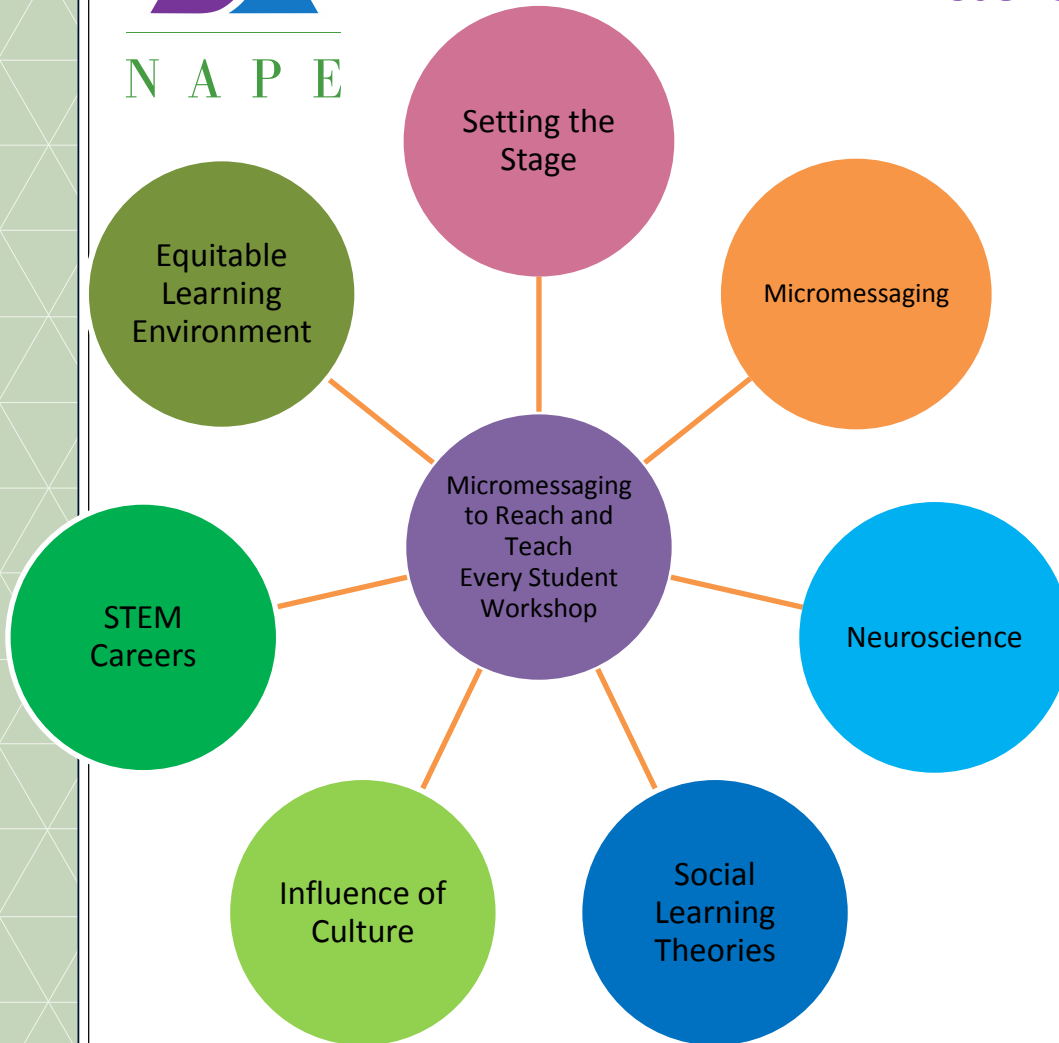 N A P E
Setting the
Stage
Micromessaging
Neuroscience
Social
Learning
Theories
Influence of
Culture
STEM
Careers
Equitable
Learning
Environment
Micromessaging
to Reach and
Teach
Every Student
Workshop